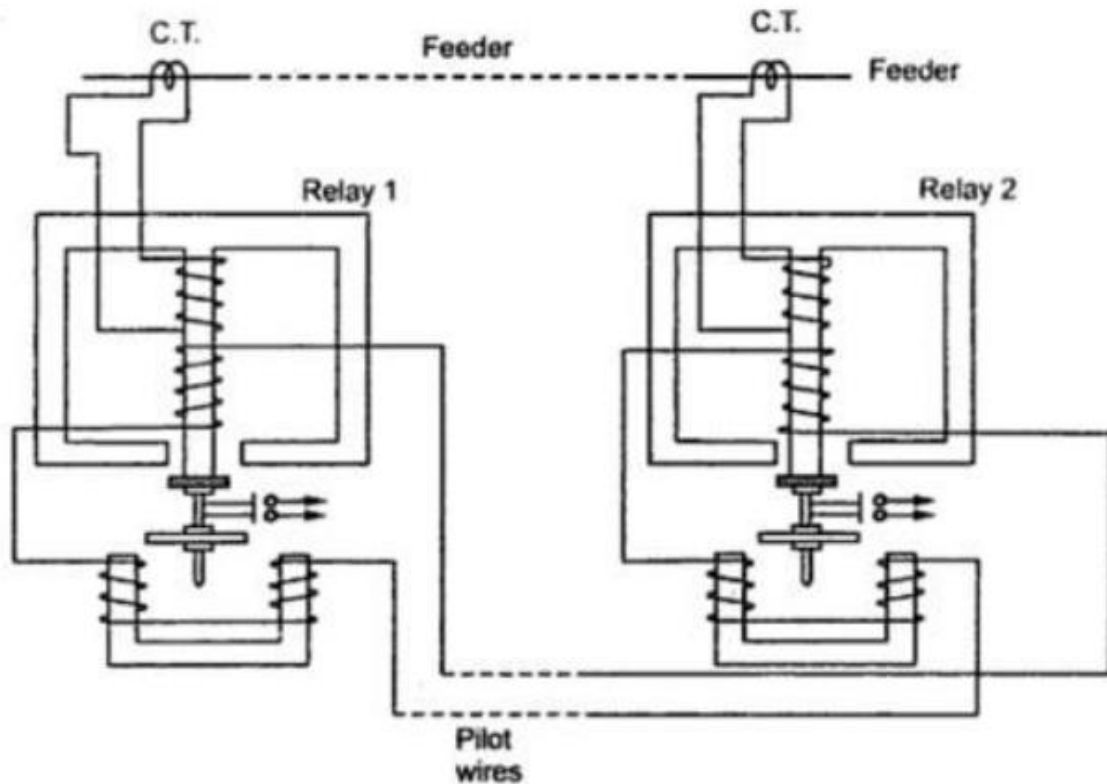 C.T.
C.T.
Feeder
Feeder
Relay 1
Relay 2
Pilot
wires